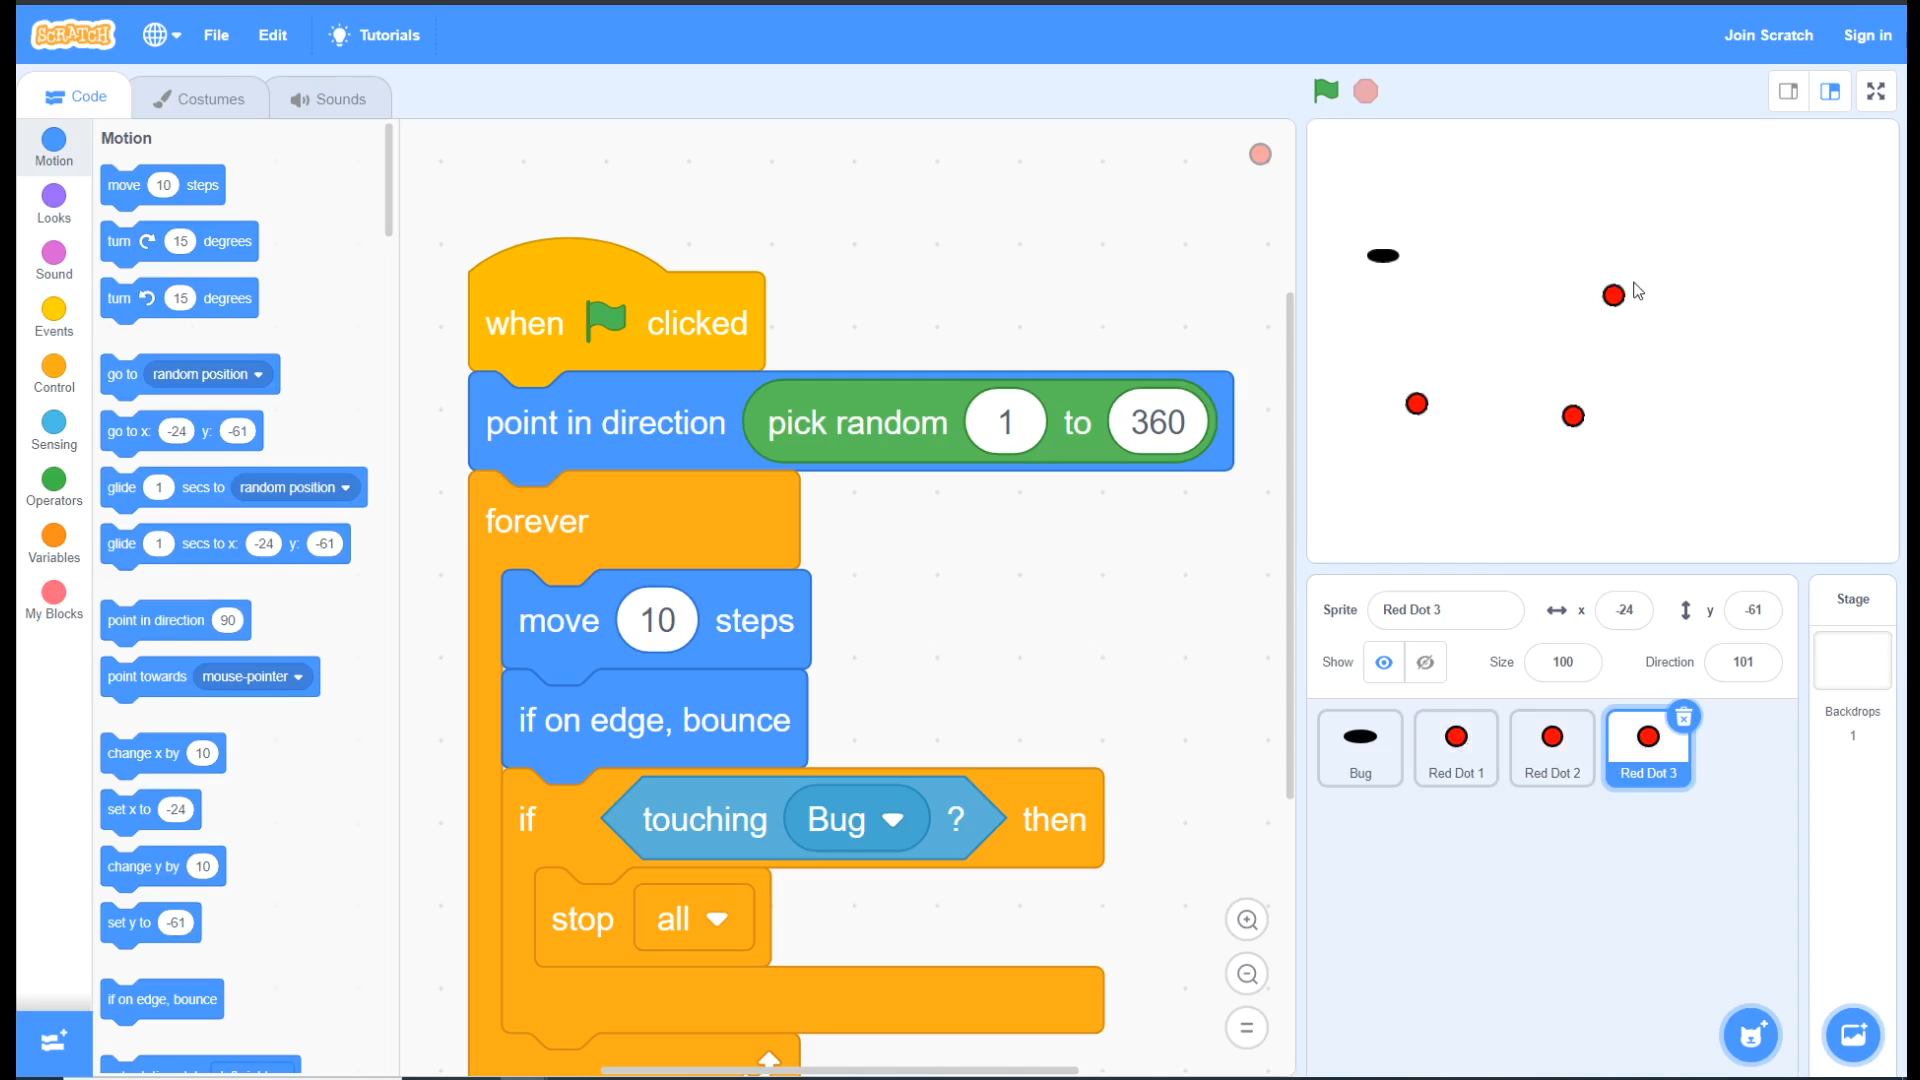 SCRATCH File Edit Tutorials Join Scratch Sign in
Code Costumes Sounds
Motion
Looks
Sound
Events
Control
Sensing
Operators
Variables
My Blocks
Motion
move 10 steps
turn 15 degrees
turn 15 degrees
go to random position
go to x: -24 y: -61
glide 1 secs to random position
glide 1 secs to x: -24 y: -61
point in direction 90
point towards mouse-pointer
change x by 10
set x to -24
change y by 10
set y to -61
if on edge, bounce
when clicked
point in direction pick random 1 to 360
forever
move 10 steps
if on edge, bounce
if touching Bug ? then
stop all
Sprite Red Dot 3 x -24 y -61
Show Size 100 Direction 101
Bug Red Dot 1 Red Dot 2 Red Dot 3
Stage
Backdrops
1